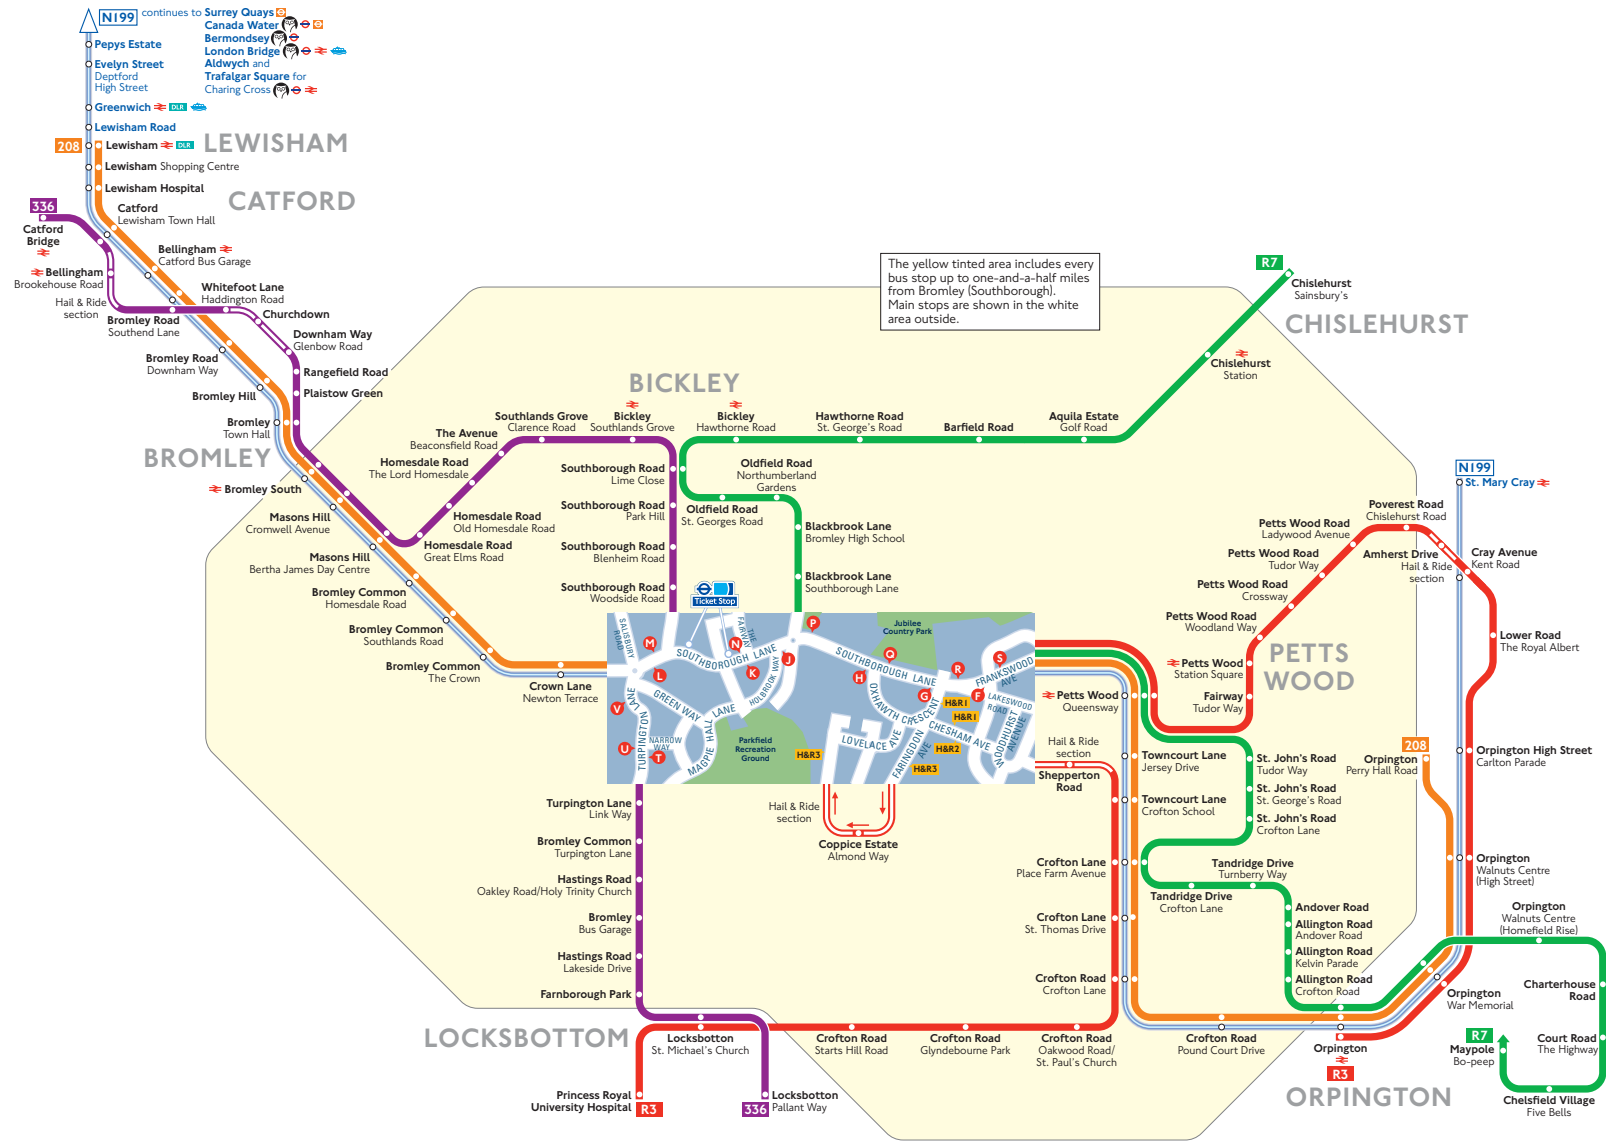 N199 continues to Surrey Quays
Canada Water
Bermondsey
London Bridge
Aldwych and
Trafalgar Square for
Charing Cross
Pepys Estate
Evelyn Street
Deptford
High Street
Greenwich DLR
Lewisham Road
208 Lewisham DLR
LEWISHAM
Lewisham Shopping Centre
Lewisham Hospital
CATFORD
336
Catford
Bridge
Catford
Lewisham Town Hall
Bellingham
Catford Bus Garage
Bellingham
Brookehouse Road
Hail & Ride
section
Whitefoot Lane
Haddington Road
Bromley Road
Southend Lane
Churchdown
Downham Way
Glenbow Road
Bromley Road
Downham Way
Rangefield Road
Bromley Hill
Plaistow Green
Bromley
Town Hall
BROMLEY
Bromley South
Masons Hill
Cromwell Avenue
Masons Hill
Bertha James Day Centre
Bromley Common
Homesdale Road
Bromley Common
Southlands Road
Bromley Common
The Crown
Crown Lane
Newton Terrace
The yellow tinted area includes every
bus stop up to one-and-a-half miles
from Bromley (Southborough).
Main stops are shown in the white
area outside.
R7
Chislehurst
Sainsbury's
CHISLEHURST
Chislehurst
Station
BICKLEY
Southlands Grove
Clarence Road
Bickley
Southlands Grove
Bickley
Hawthorne Road
Hawthorne Road
St. George's Road
Barfield Road
Aquila Estate
Golf Road
The Avenue
Beaconsfield Road
Homesdale Road
The Lord Homesdale
Homesdale Road
Old Homesdale Road
Homesdale Road
Great Elms Road
Southborough Road
Lime Close
Southborough Road
Park Hill
Southborough Road
Blenheim Road
Southborough Road
Woodside Road
Oldfield Road
Northumberland
Gardens
Oldfield Road
St. Georges Road
Blackbrook Lane
Bromley High School
Blackbrook Lane
Southborough Lane
Ticket Stop
SALISBURY
ROAD
M
SOUTHBOROUGH LANE
N
THE
FAIRWAY
P
J
K
L
HOLBROOK WAY
GREEN WAY
LANE
MAGPIE HALL
V
U
T
TURPINGTON LANE
NARROW
WAY
Parkfield
Recreation
Ground
Jubilee
Country Park
SOUTHBOROUGH LANE
Q
H
R
S
G
F
FRANKSWOOD
AVE
OXHAWTH CRESCENT
LAKESWOOD
ROAD
H&R1
H&R1
H&R2
H&R3
H&R3
CHESHAM AVE
WOODHURST
AVENUE
LOVELACE AVE
FARINGDON
AVE
N199
St. Mary Cray
Poverest Road
Chislehurst Road
Petts Wood Road
Ladywood Avenue
Petts Wood Road
Tudor Way
Petts Wood Road
Crossway
Petts Wood Road
Woodland Way
Amherst Drive
Hail & Ride
section
Cray Avenue
Kent Road
Lower Road
The Royal Albert
PETTS
WOOD
Petts Wood
Station Square
Fairway
Tudor Way
Petts Wood
Queensway
Hail & Ride
section
Shepperton
Road
Towncourt Lane
Jersey Drive
Towncourt Lane
Crofton School
St. John's Road
Tudor Way
St. John's Road
St. George's Road
St. John's Road
Crofton Lane
208
Orpington
Perry Hall Road
Orpington High Street
Carlton Parade
Orpington
Walnuts Centre
(High Street)
Crofton Lane
Place Farm Avenue
Tandridge Drive
Turnberry Way
Tandridge Drive
Crofton Lane
Crofton Lane
St. Thomas Drive
Crofton Road
Crofton Lane
Andover Road
Allington Road
Andover Road
Allington Road
Kelvin Parade
Allington Road
Crofton Road
Orpington
Walnuts Centre
(Homefield Rise)
Charterhouse
Road
Orpington
War Memorial
Court Road
The Highway
R7
Maypole
Bo-peep
Chelsfield Village
Five Bells
Orpington
R3
ORPINGTON
Crofton Road
Pound Court Drive
Crofton Road
Oakwood Road/
St. Paul's Church
Crofton Road
Glyndebourne Park
Crofton Road
Starts Hill Road
Hail & Ride
section
Coppice Estate
Almond Way
Turpington Lane
Link Way
Bromley Common
Turpington Lane
Hastings Road
Oakley Road/Holy Trinity Church
Bromley
Bus Garage
Hastings Road
Lakeside Drive
Farnborough Park
LOCKSBOTTOM
Locksbotton
St. Michael's Church
Princess Royal
University Hospital
R3
336
Locksbotton
Pallant Way